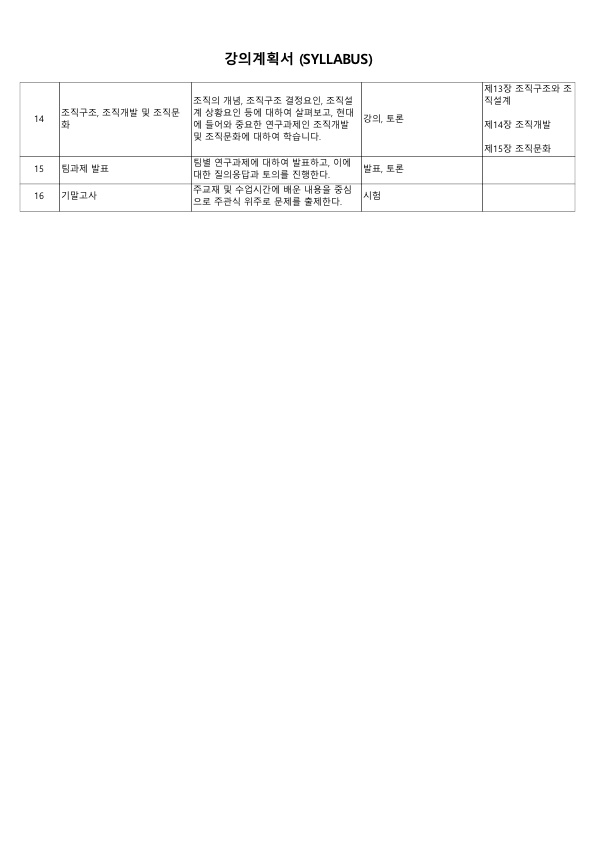 강의계획서 (SYLLABUS)
14
조직구조, 조직개발 및 조직문
화
조직의 개념, 조직구조 결정요인, 조직설
계 상황요인 등에 대하여 살펴보고, 현대
에 들어와 중요한 연구과제인 조직개발
및 조직문화에 대하여 학습니다.
강의, 토론
제13장 조직구조와 조
직설계
제14장 조직개발
제15장 조직문화
15
팀과제 발표
팀별 연구과제에 대하여 발표하고, 이에
대한 질의응답과 토의를 진행한다.
발표, 토론
16
기말고사
주교재 및 수업시간에 배운 내용을 중심
으로 주관식 위주로 문제를 출제한다.
시험